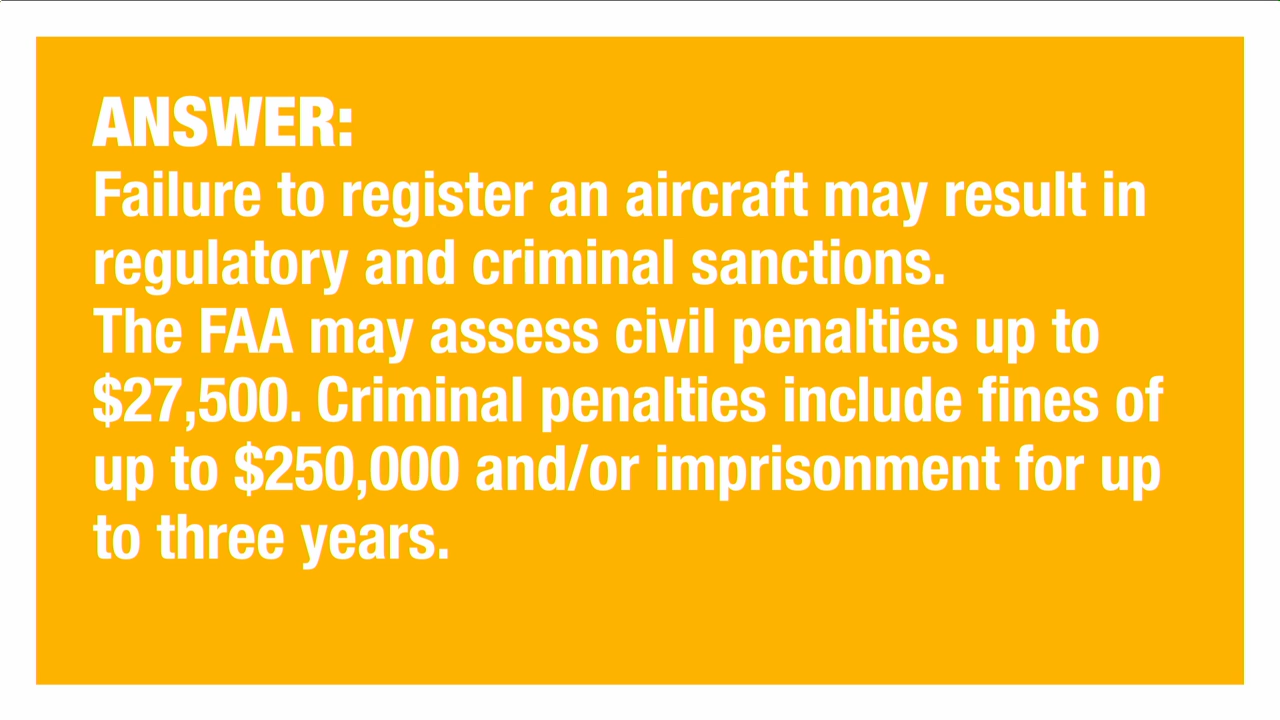 ANSWER:
Failure to register an aircraft may result in
regulatory and criminal sanctions.
The FAA may assess civil penalties up to
$27,500. Criminal penalties include fines of
up to $250,000 and/or imprisonment for up
to three years.